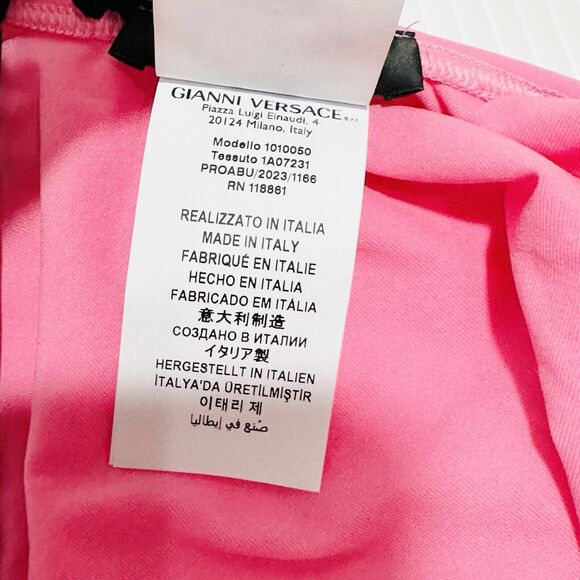 GIANNI VERSACE S.r.l.
Piazza Luigi Einaudi, 4
20124 Milano, Italy
Modello 1010050
Tessuto 1A07231
PROABU/2023/1166
RN 118861
REALIZZATO IN ITALIA
MADE IN ITALY
FABRIQUÉ EN ITALIE
HECHO EN ITALIA
FABRICADO EM ITÁLIA
意大利制造
СОЗДАНО В ИТАЛИИ
イタリア製
HERGESTELLT IN ITALIEN
İTALYA'DA ÜRETİLMİŞTİR
이태리 제
صُنع في إيطاليا